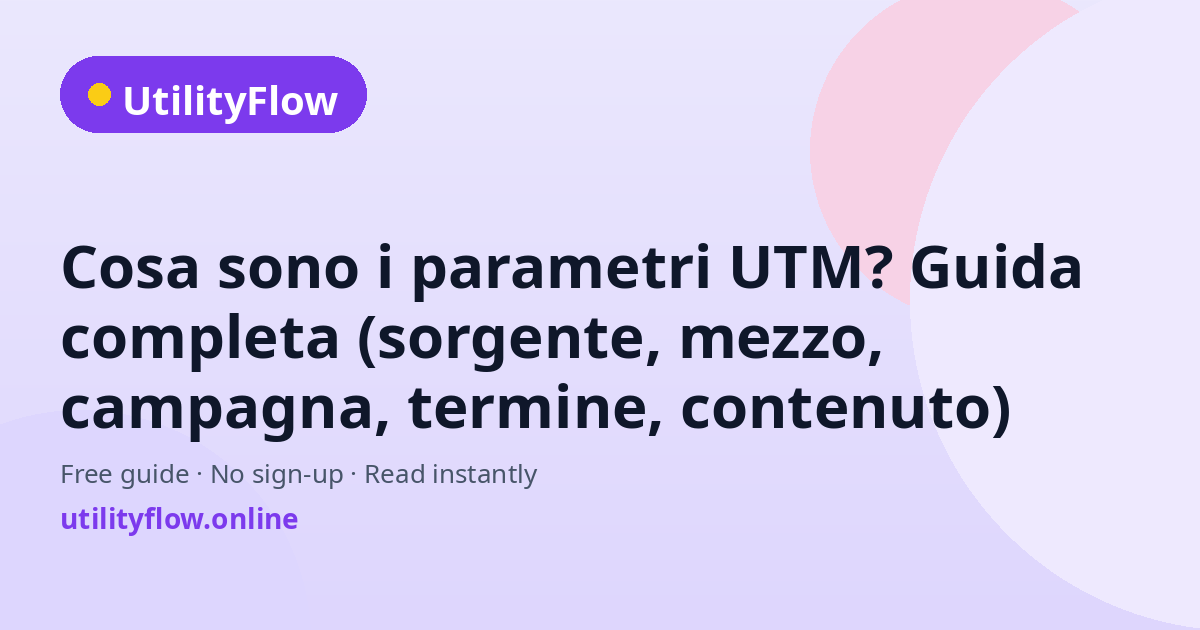 UtilityFlow
Cosa sono i parametri UTM? Guida
completa (sorgente, mezzo,
campagna, termine, contenuto)
Free guide · No sign-up · Read instantly
utilityflow.online